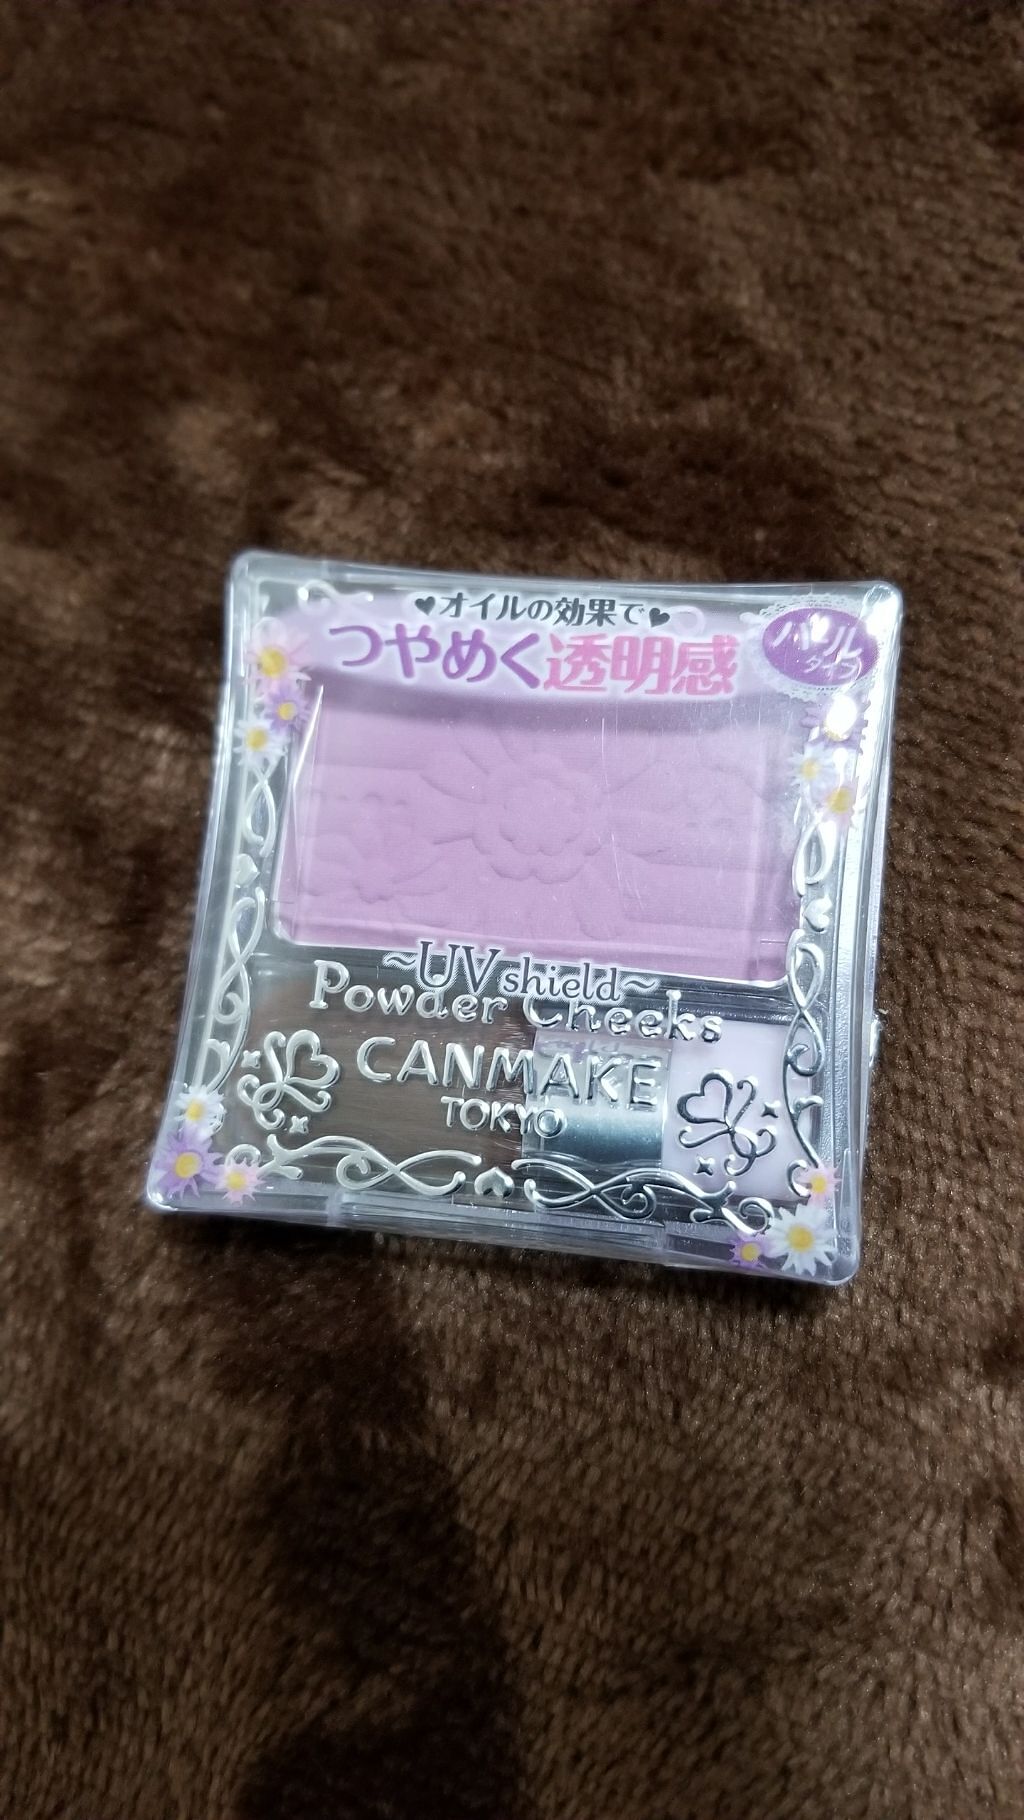 ♥オイルの効果で♥
つやめく透明感
パール
タイプ
~UV shield~
Powder Cheeks
CANMAKE
TOKYO